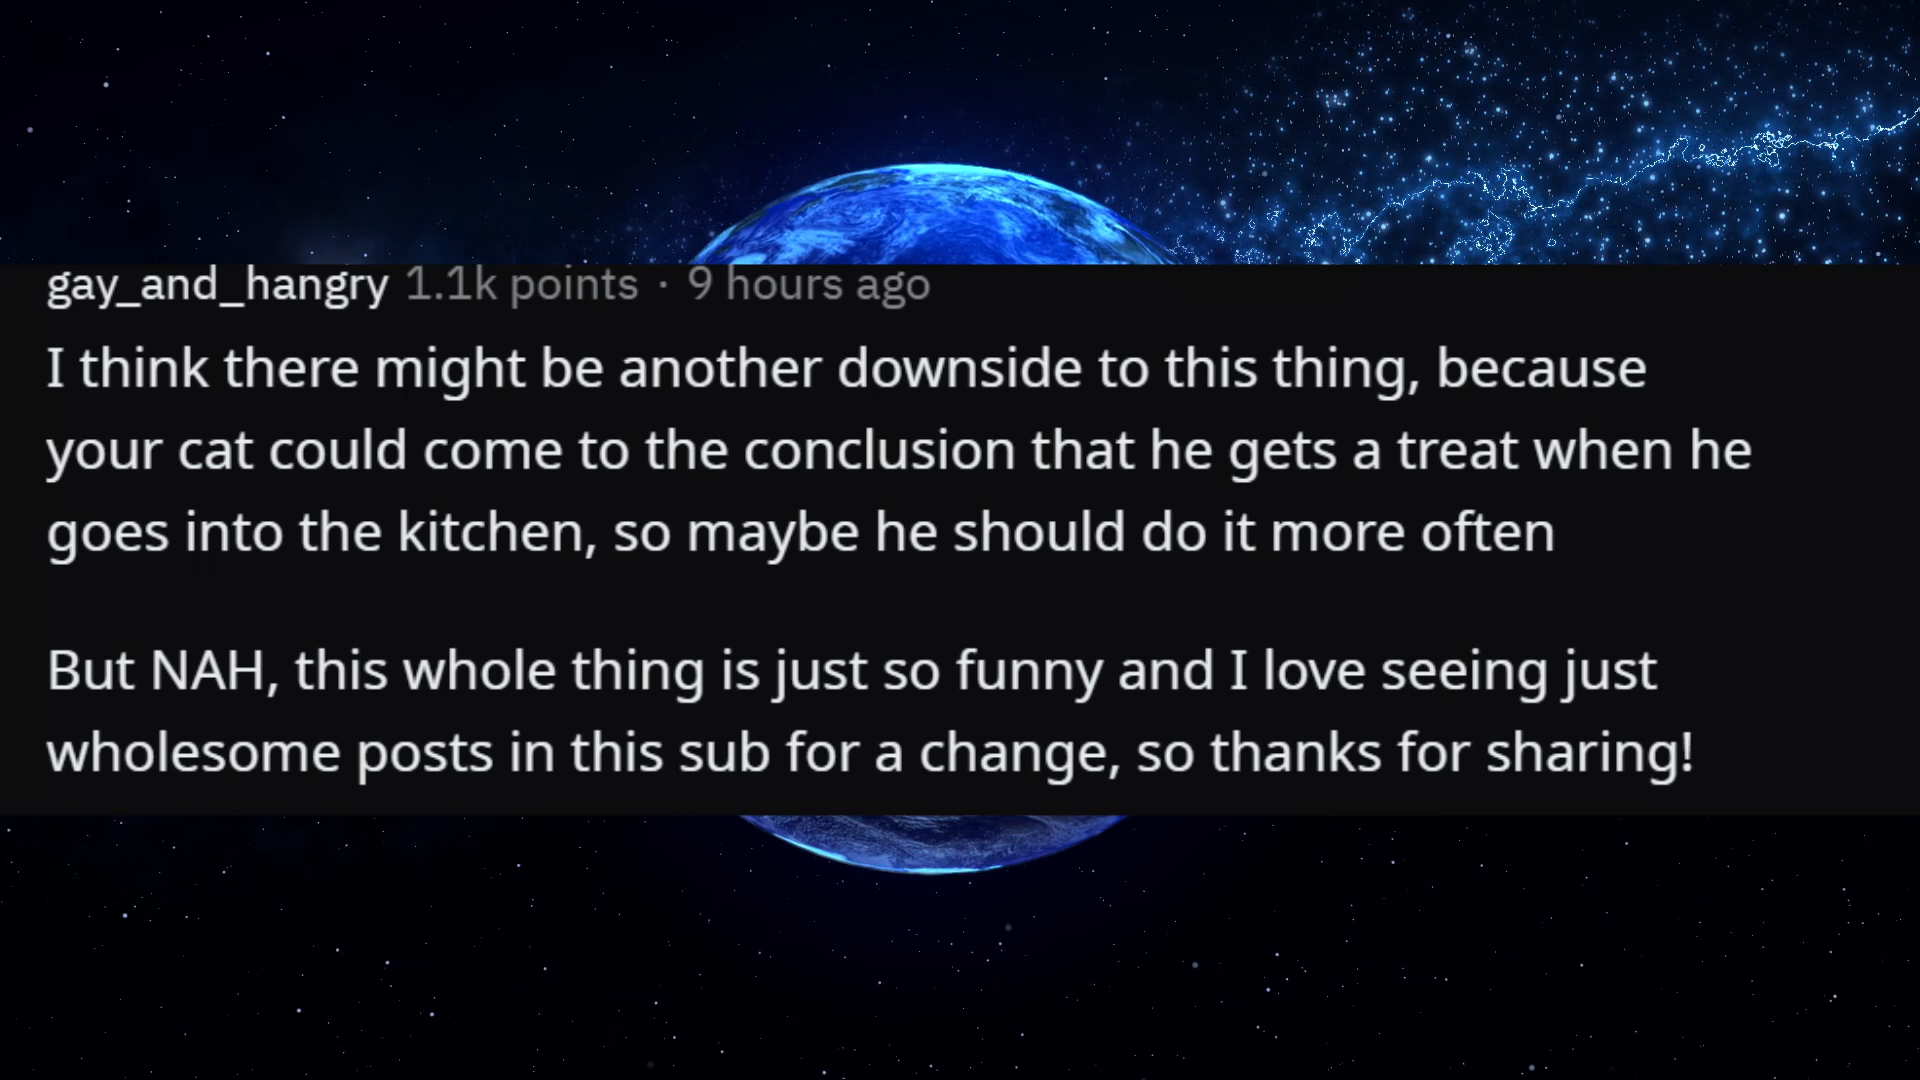 gay_and_hangry 1.1k points · 9 hours ago
I think there might be another downside to this thing, because
your cat could come to the conclusion that he gets a treat when he
goes into the kitchen, so maybe he should do it more often
But NAH, this whole thing is just so funny and I love seeing just
wholesome posts in this sub for a change, so thanks for sharing!